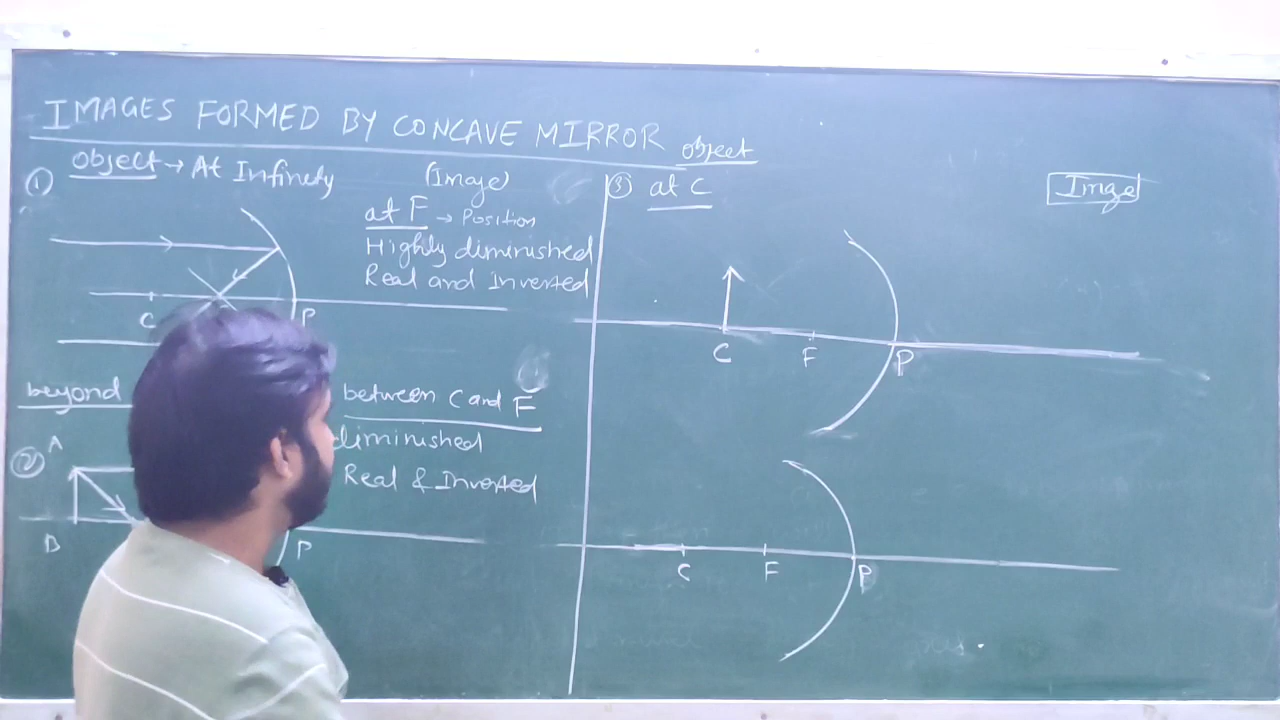 IMAGES FORMED BY CONCAVE MIRROR
① object → At Infinity
(Image)
at F → Position
Highly diminished
Real and Inverted
C P
beyond
between C and F
diminished
Real & Inverted
② A
B P
object
③ at C
Image
C F P
C F P